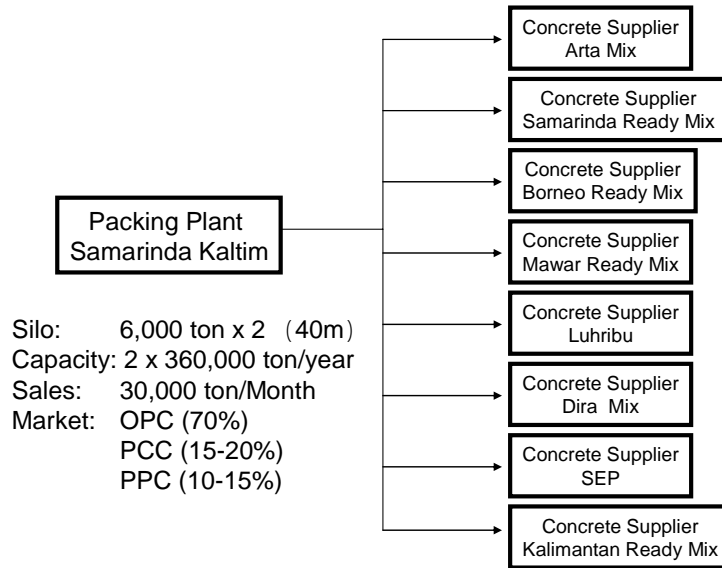 Packing Plant
Samarinda Kaltim
Silo: 6,000 ton x 2 （40m）
Capacity: 2 x 360,000 ton/year
Sales: 30,000 ton/Month
Market: OPC (70%)
PCC (15-20%)
PPC (10-15%)
Concrete Supplier
Arta Mix
Concrete Supplier
Samarinda Ready Mix
Concrete Supplier
Borneo Ready Mix
Concrete Supplier
Mawar Ready Mix
Concrete Supplier
Luhribu
Concrete Supplier
Dira Mix
Concrete Supplier
SEP
Concrete Supplier
Kalimantan Ready Mix